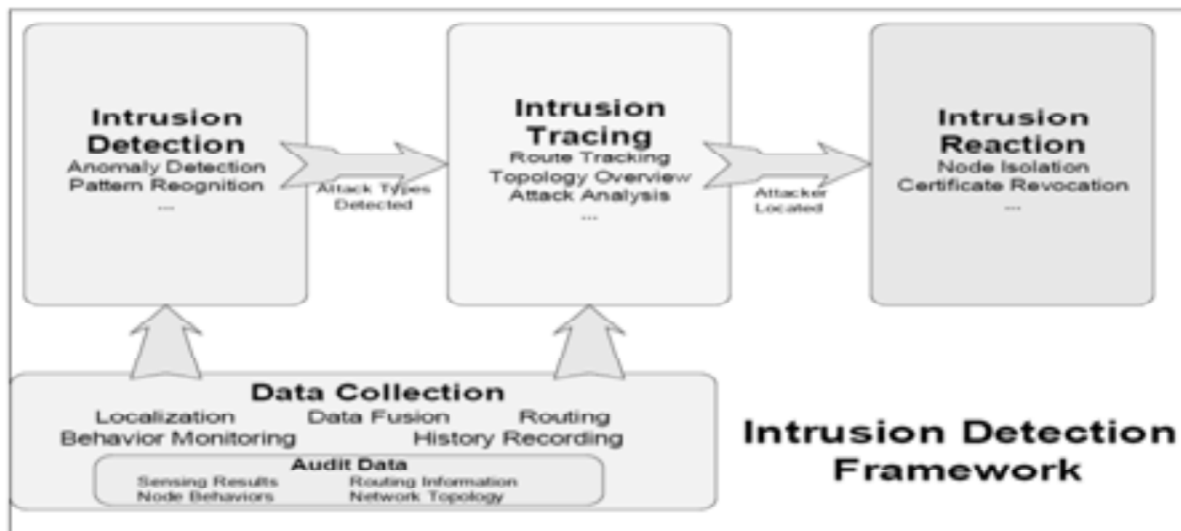 Intrusion
Detection
Anomaly Detection
Pattern Reognition
...
Attack Types
Detected
Intrusion
Tracing
Route Tracking
Topology Overview
Attack Analysis
...
Attacker
Located
Intrusion
Reaction
Node Isolation
Certificate Revocation
...
Data Collection
Localization Data Fusion Routing
Behavior Monitoring History Recording
Audit Data
Sensing Results Routing Information
Node Behaviors Network Topology
Intrusion Detection
Framework